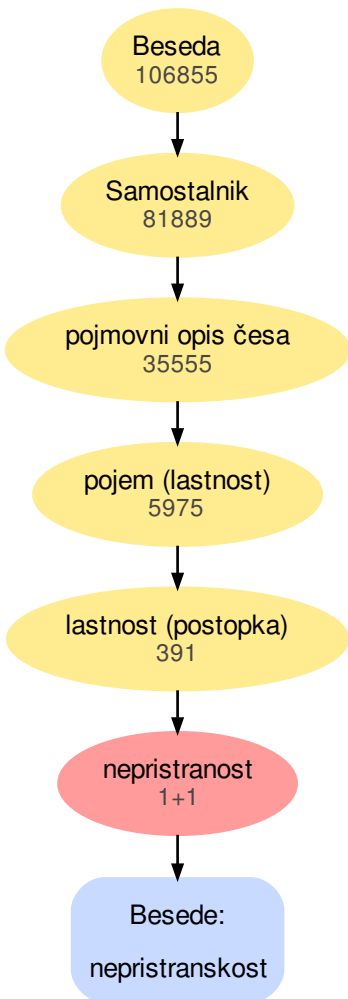 Beseda
106855
Samostalnik
81889
pojmovni opis česa
35555
pojem (lastnost)
5975
lastnost (postopka)
391
nepristranost
1+1
Besede:
nepristranskost